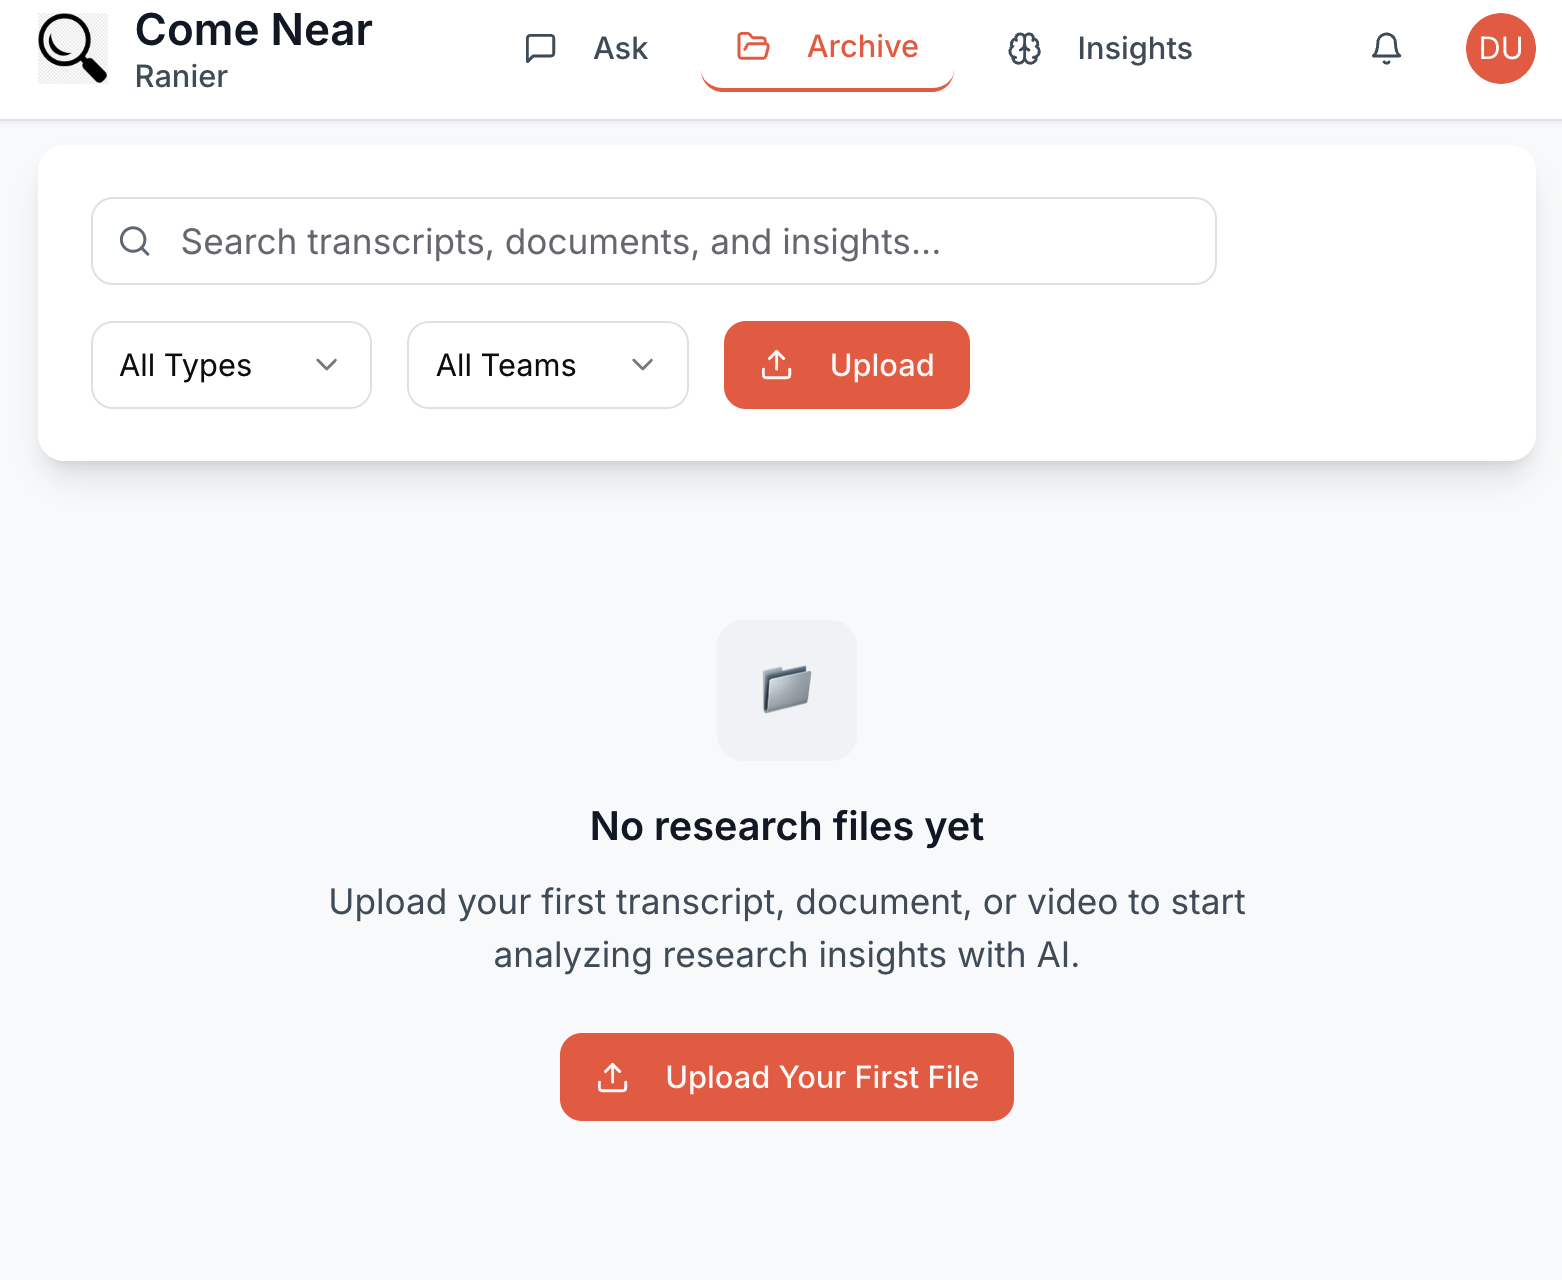 Come Near
Ranier
Ask
Archive
Insights
DU
Search transcripts, documents, and insights...
All Types
All Teams
Upload
No research files yet
Upload your first transcript, document, or video to start
analyzing research insights with AI.
Upload Your First File